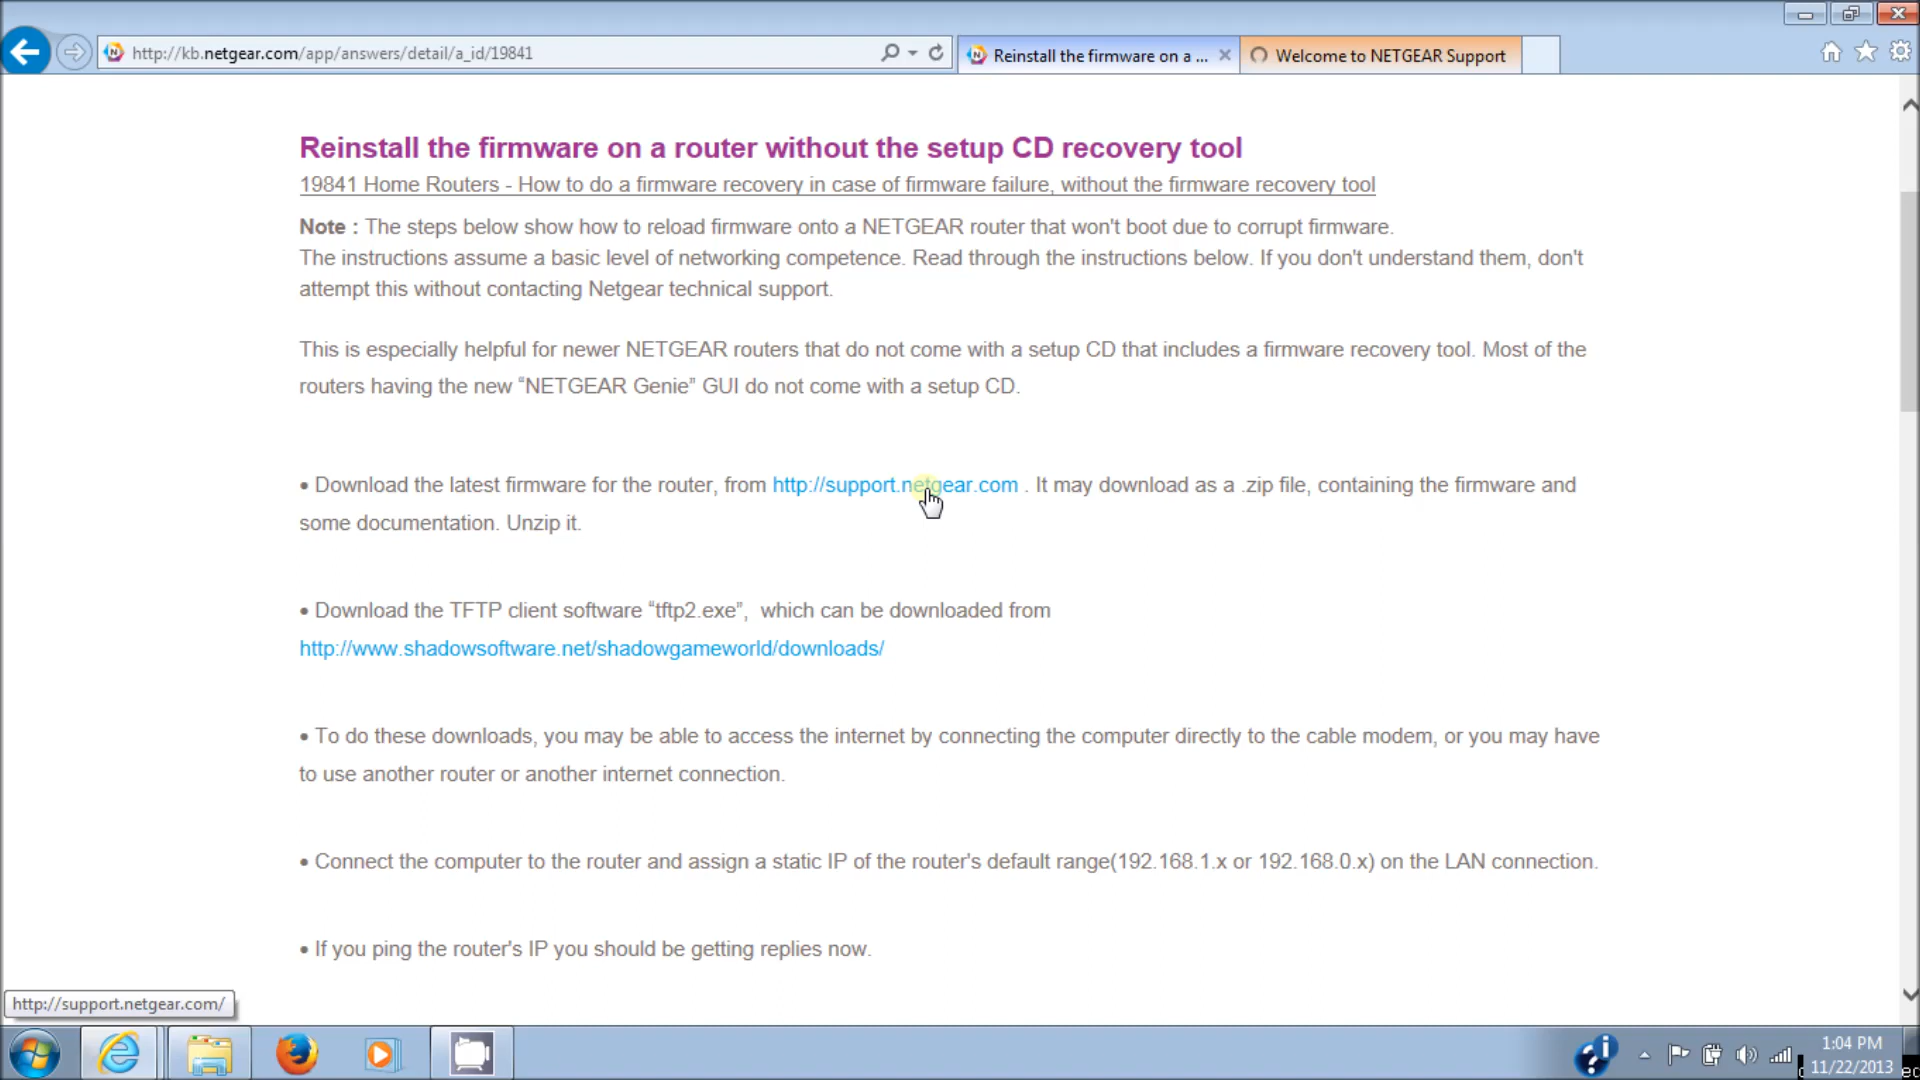 http://kb.netgear.com/app/answers/detail/a_id/19841
Reinstall the firmware on a ...
Welcome to NETGEAR Support
Reinstall the firmware on a router without the setup CD recovery tool
19841 Home Routers - How to do a firmware recovery in case of firmware failure, without the firmware recovery tool
Note : The steps below show how to reload firmware onto a NETGEAR router that won't boot due to corrupt firmware.
The instructions assume a basic level of networking competence. Read through the instructions below. If you don't understand them, don't
attempt this without contacting Netgear technical support.
This is especially helpful for newer NETGEAR routers that do not come with a setup CD that includes a firmware recovery tool. Most of the
routers having the new “NETGEAR Genie” GUI do not come with a setup CD.
• Download the latest firmware for the router, from http://support.netgear.com . It may download as a .zip file, containing the firmware and
some documentation. Unzip it.
• Download the TFTP client software “tftp2.exe”, which can be downloaded from
http://www.shadowsoftware.net/shadowgameworld/downloads/
• To do these downloads, you may be able to access the internet by connecting the computer directly to the cable modem, or you may have
to use another router or another internet connection.
• Connect the computer to the router and assign a static IP of the router's default range(192.168.1.x or 192.168.0.x) on the LAN connection.
• If you ping the router's IP you should be getting replies now.
http://support.netgear.com/
1:04 PM
11/22/2013